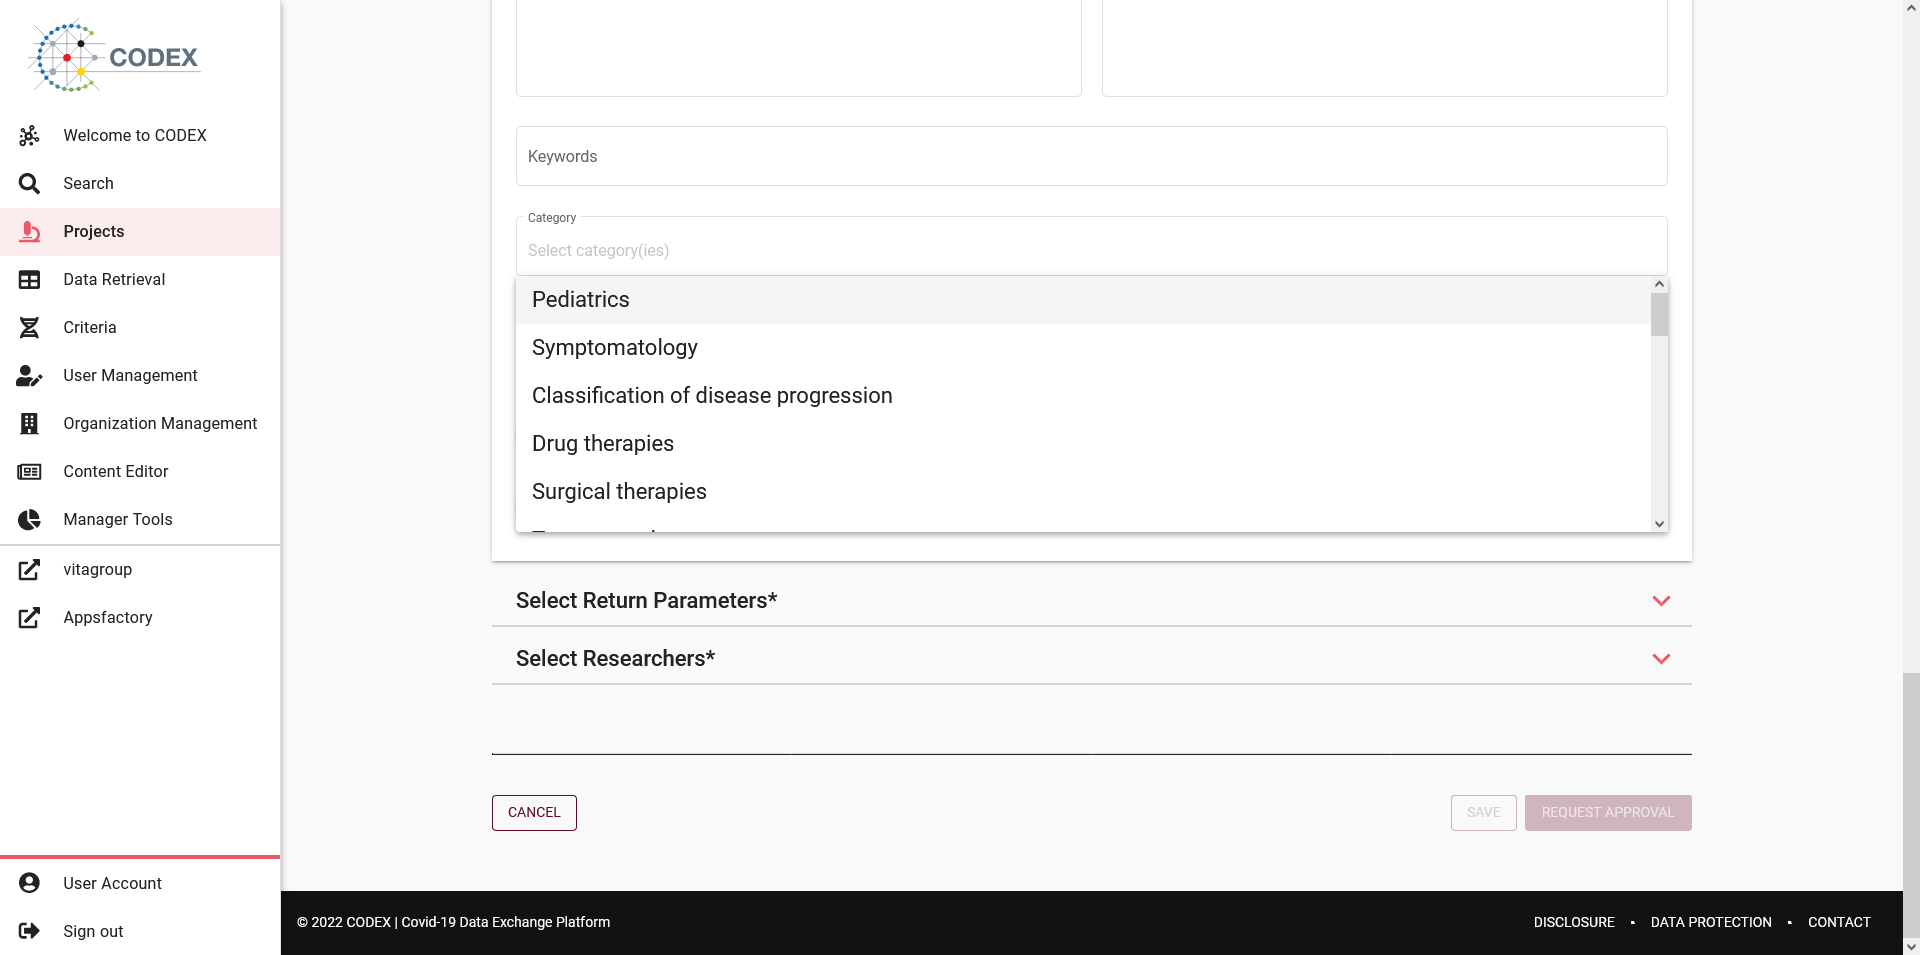 CODEX
Welcome to CODEX
Search
Projects
Data Retrieval
Criteria
User Management
Organization Management
Content Editor
Manager Tools
vitagroup
Appsfactory
User Account
Sign out
Keywords
Category
Select category(ies)
Pediatrics
Symptomatology
Classification of disease progression
Drug therapies
Surgical therapies
Select Return Parameters*
Select Researchers*
CANCEL
SAVE
REQUEST APPROVAL
© 2022 CODEX | Covid-19 Data Exchange Platform
DISCLOSURE • DATA PROTECTION • CONTACT